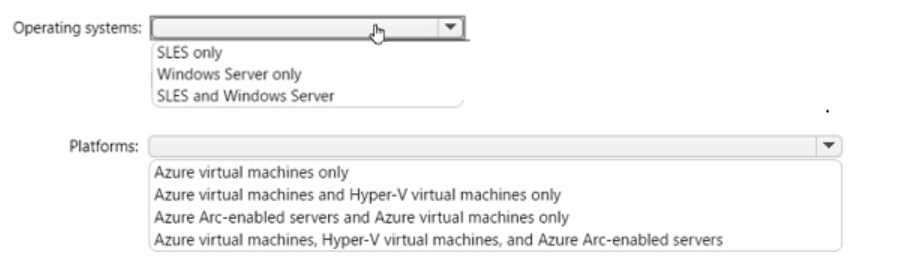 Operating systems:
SLES only
Windows Server only
SLES and Windows Server
.
Platforms:
Azure virtual machines only
Azure virtual machines and Hyper-V virtual machines only
Azure Arc-enabled servers and Azure virtual machines only
Azure virtual machines, Hyper-V virtual machines, and Azure Arc-enabled servers